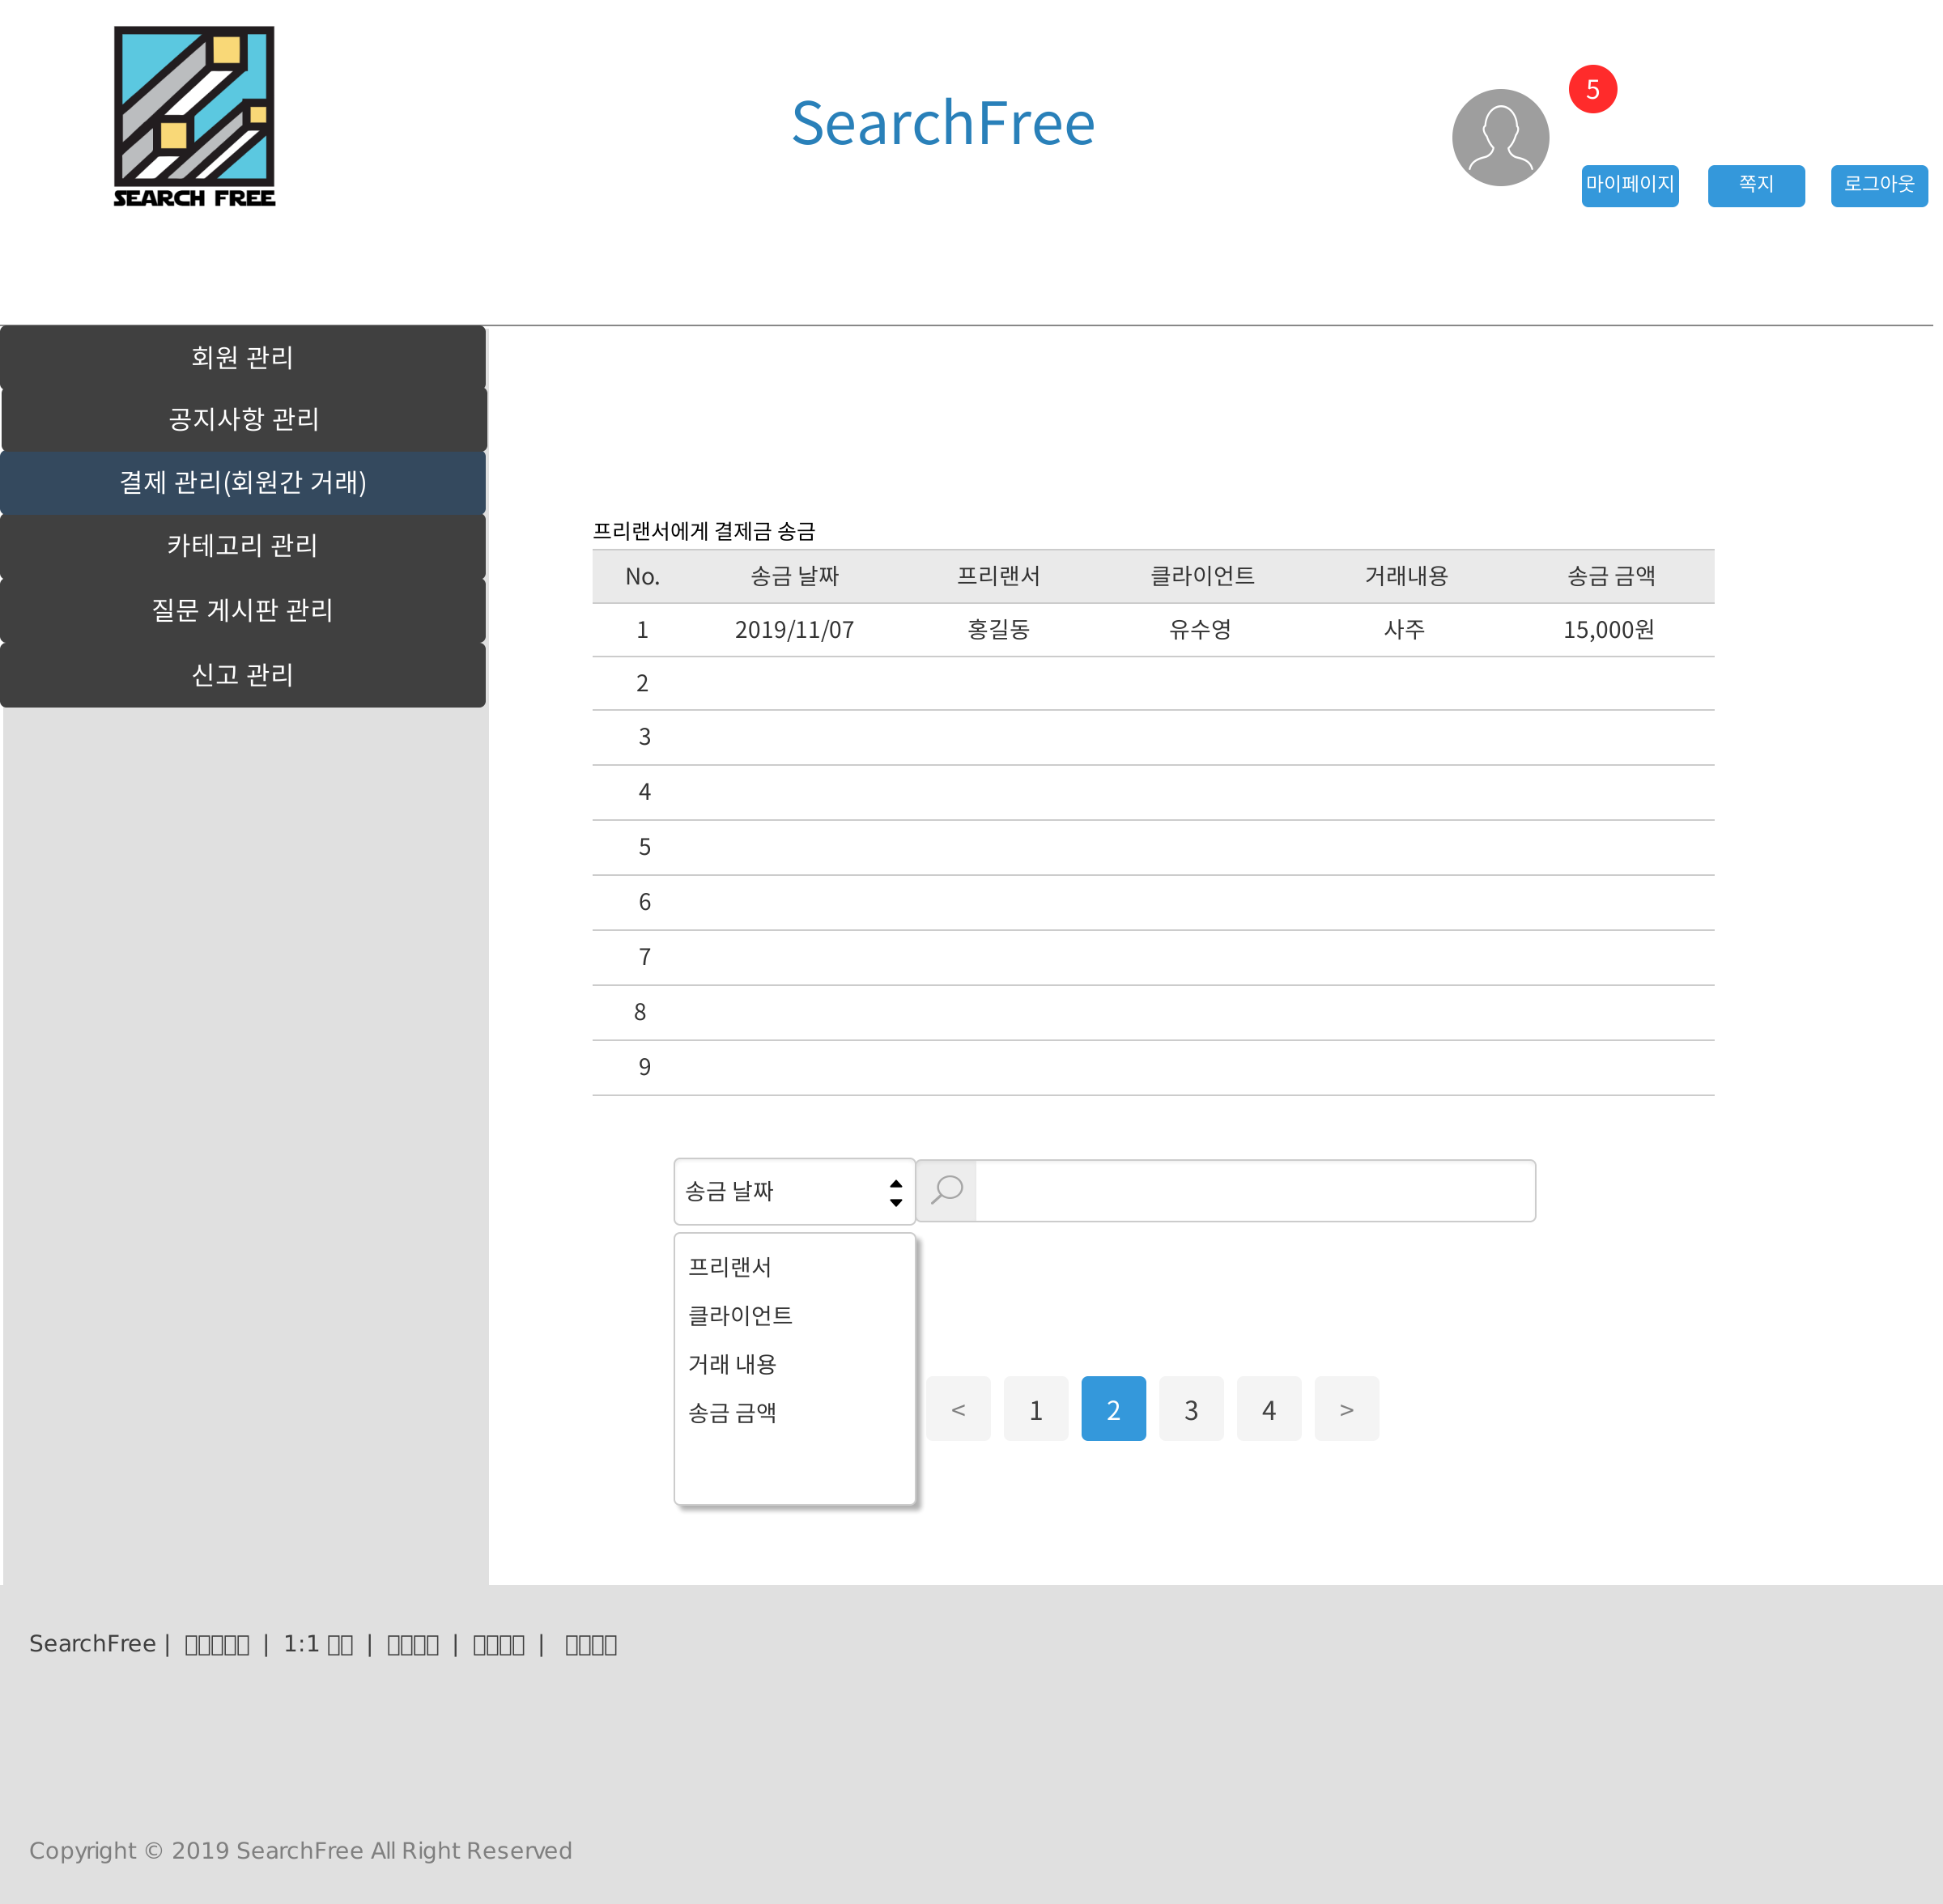 SEARCH FREE
SearchFree
5
마이페이지 쪽지 로그아웃
회원 관리
공지사항 관리
결제 관리(회원간 거래)
카테고리 관리
질문 게시판 관리
신고 관리
프리랜서에게 결제금 송금
No. 송금 날짜 프리랜서 클라이언트 거래내용 송금 금액
1 2019/11/07 홍길동 유수영 사주 15,000원
2
3
4
5
6
7
8
9
송금 날짜
프리랜서
클라이언트
거래 내용
송금 금액
< 1 2 3 4 >
SearchFree | | 1:1 | | |
Copyright © 2019 SearchFree All Right Reserved